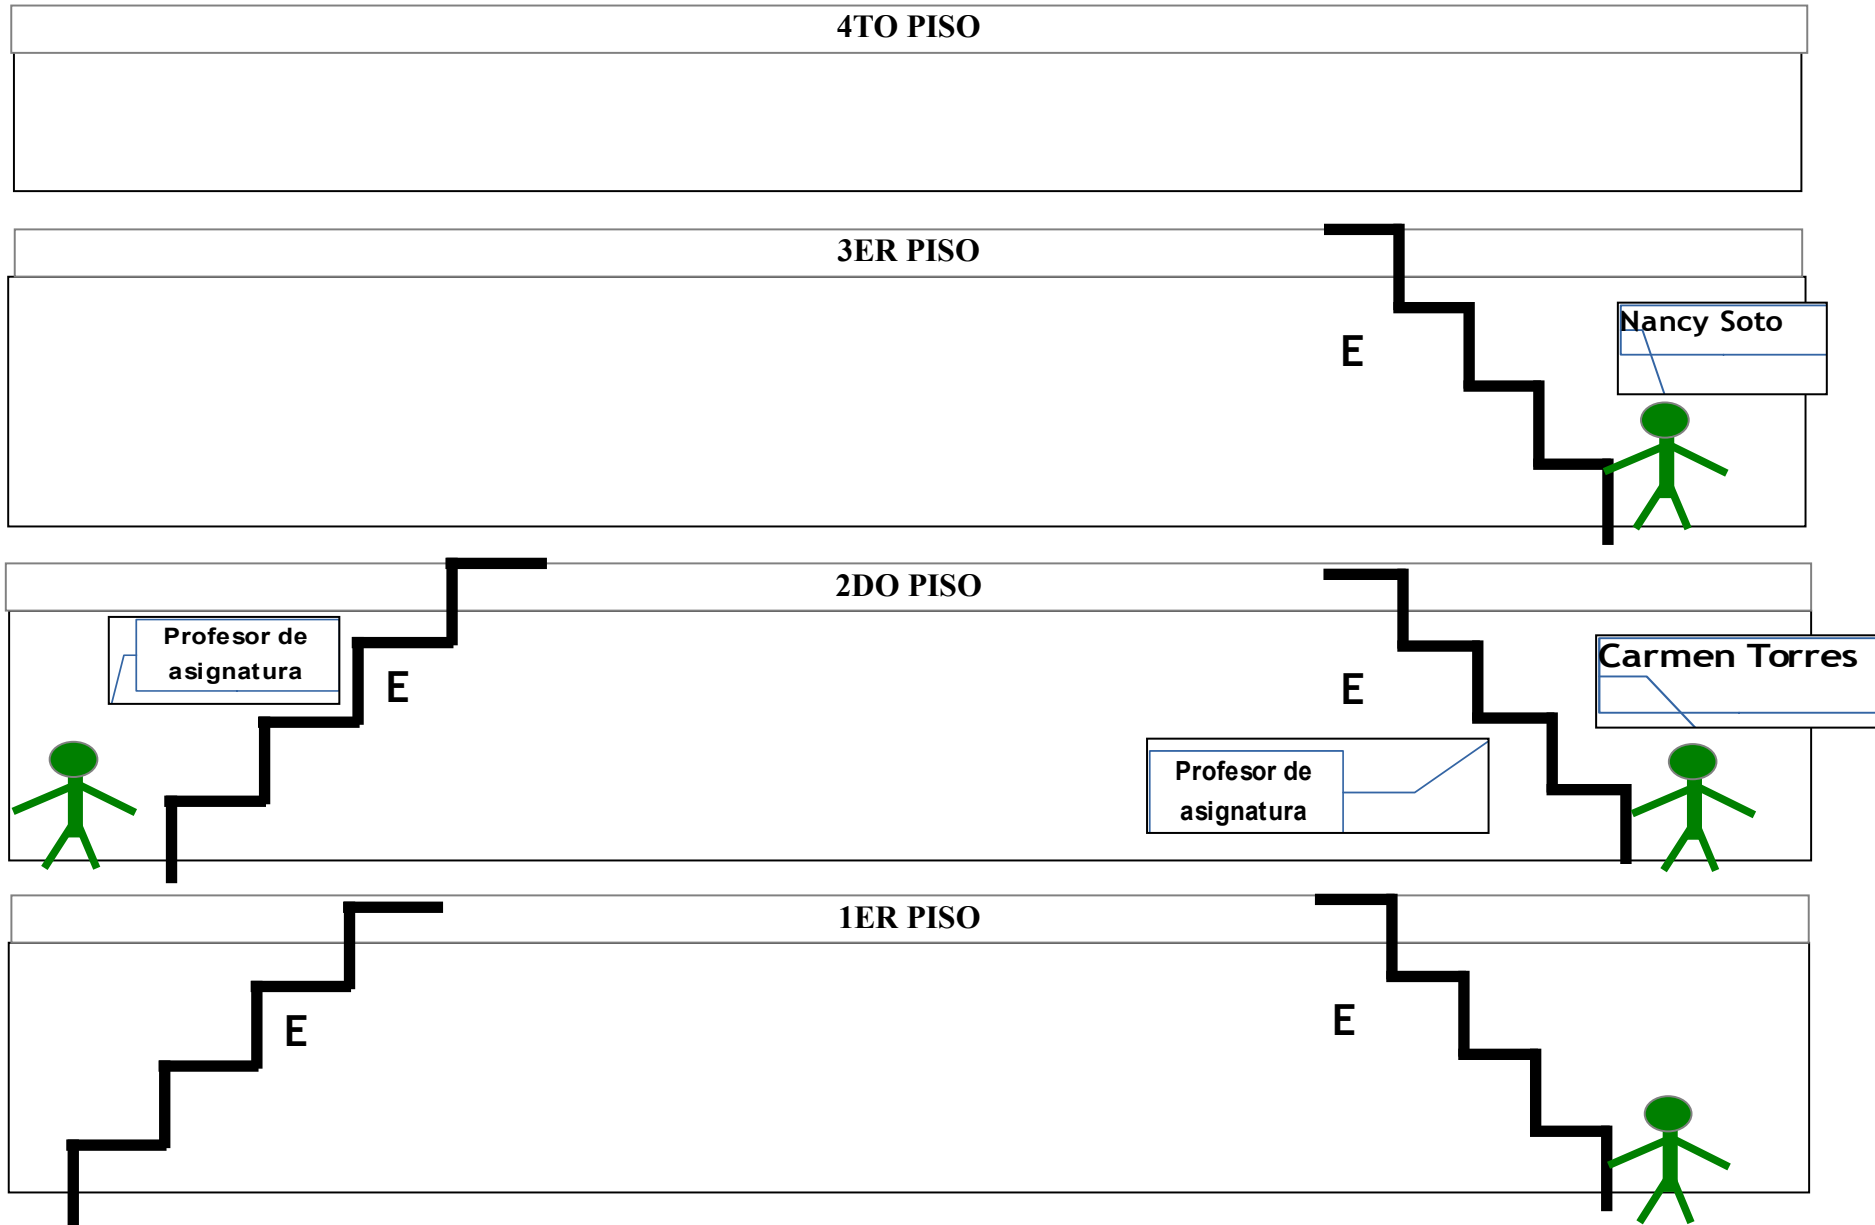 4TO PISO
3ER PISO
Nancy Soto
E
2DO PISO
Profesor de
asignatura
E
E
Carmen Torres
Profesor de
asignatura
1ER PISO
E
E